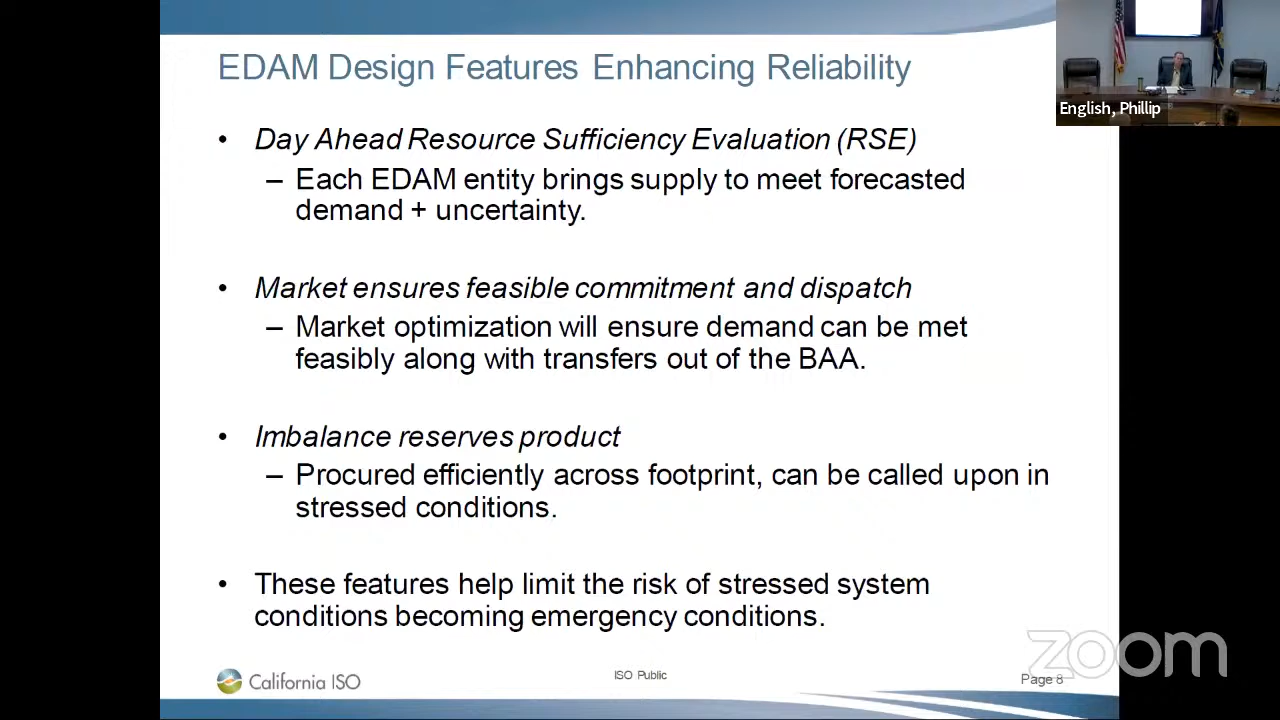 EDAM Design Features Enhancing Reliability
English, Phillip
• Day Ahead Resource Sufficiency Evaluation (RSE)
– Each EDAM entity brings supply to meet forecasted
demand + uncertainty.
• Market ensures feasible commitment and dispatch
– Market optimization will ensure demand can be met
feasibly along with transfers out of the BAA.
• Imbalance reserves product
– Procured efficiently across footprint, can be called upon in
stressed conditions.
• These features help limit the risk of stressed system
conditions becoming emergency conditions.
California ISO
ISO Public
Page 8
zoom